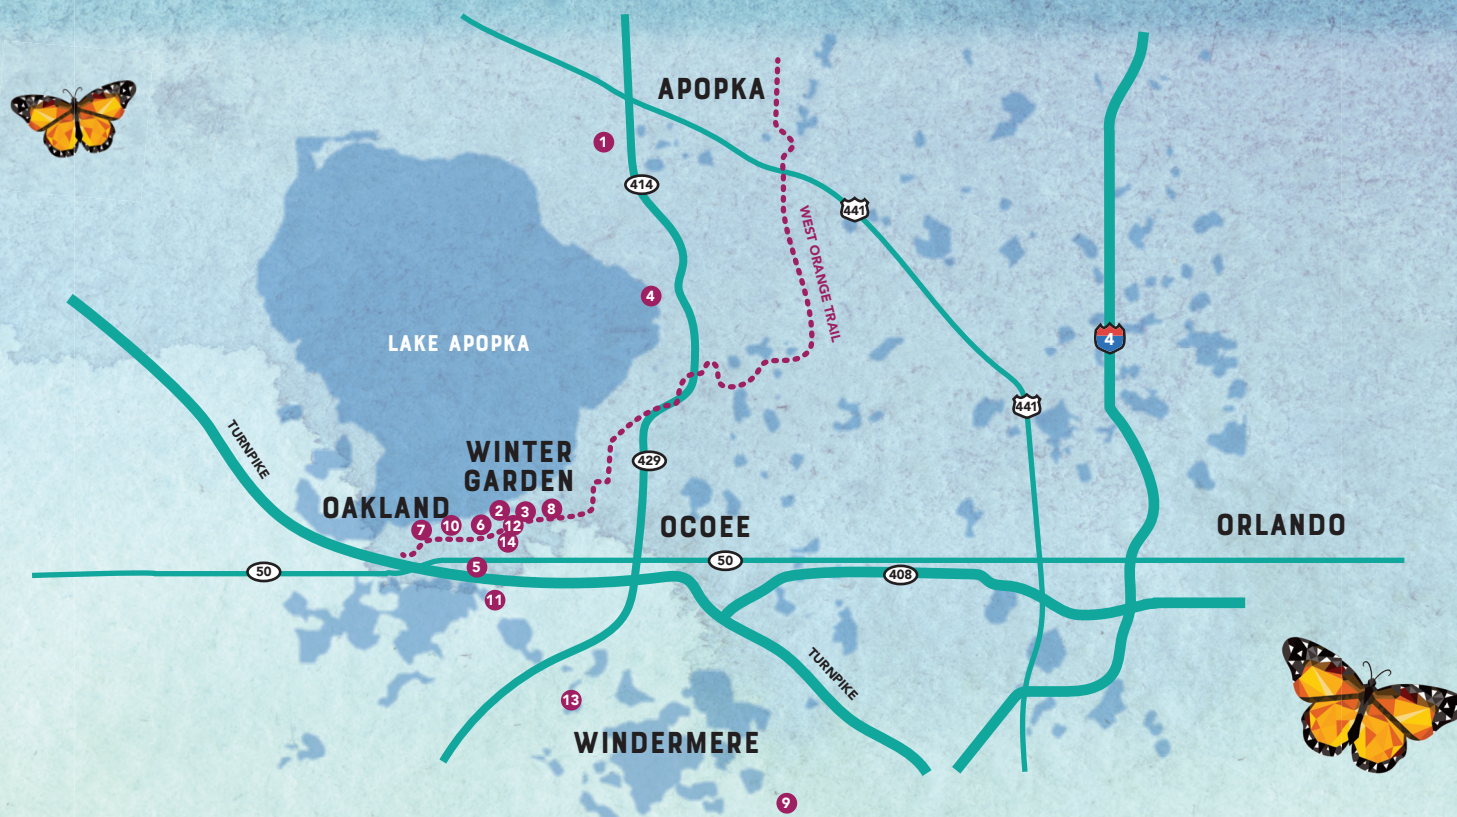 APOPKA
1
414
441
WEST ORANGE TRAIL
4
4
LAKE APOPKA
441
TURNPIKE
WINTER
GARDEN
429
OAKLAND
2
3
8
7
10
6
12
14
OCOEE
ORLANDO
50
5
50
408
11
TURNPIKE
13
WINDERMERE
9